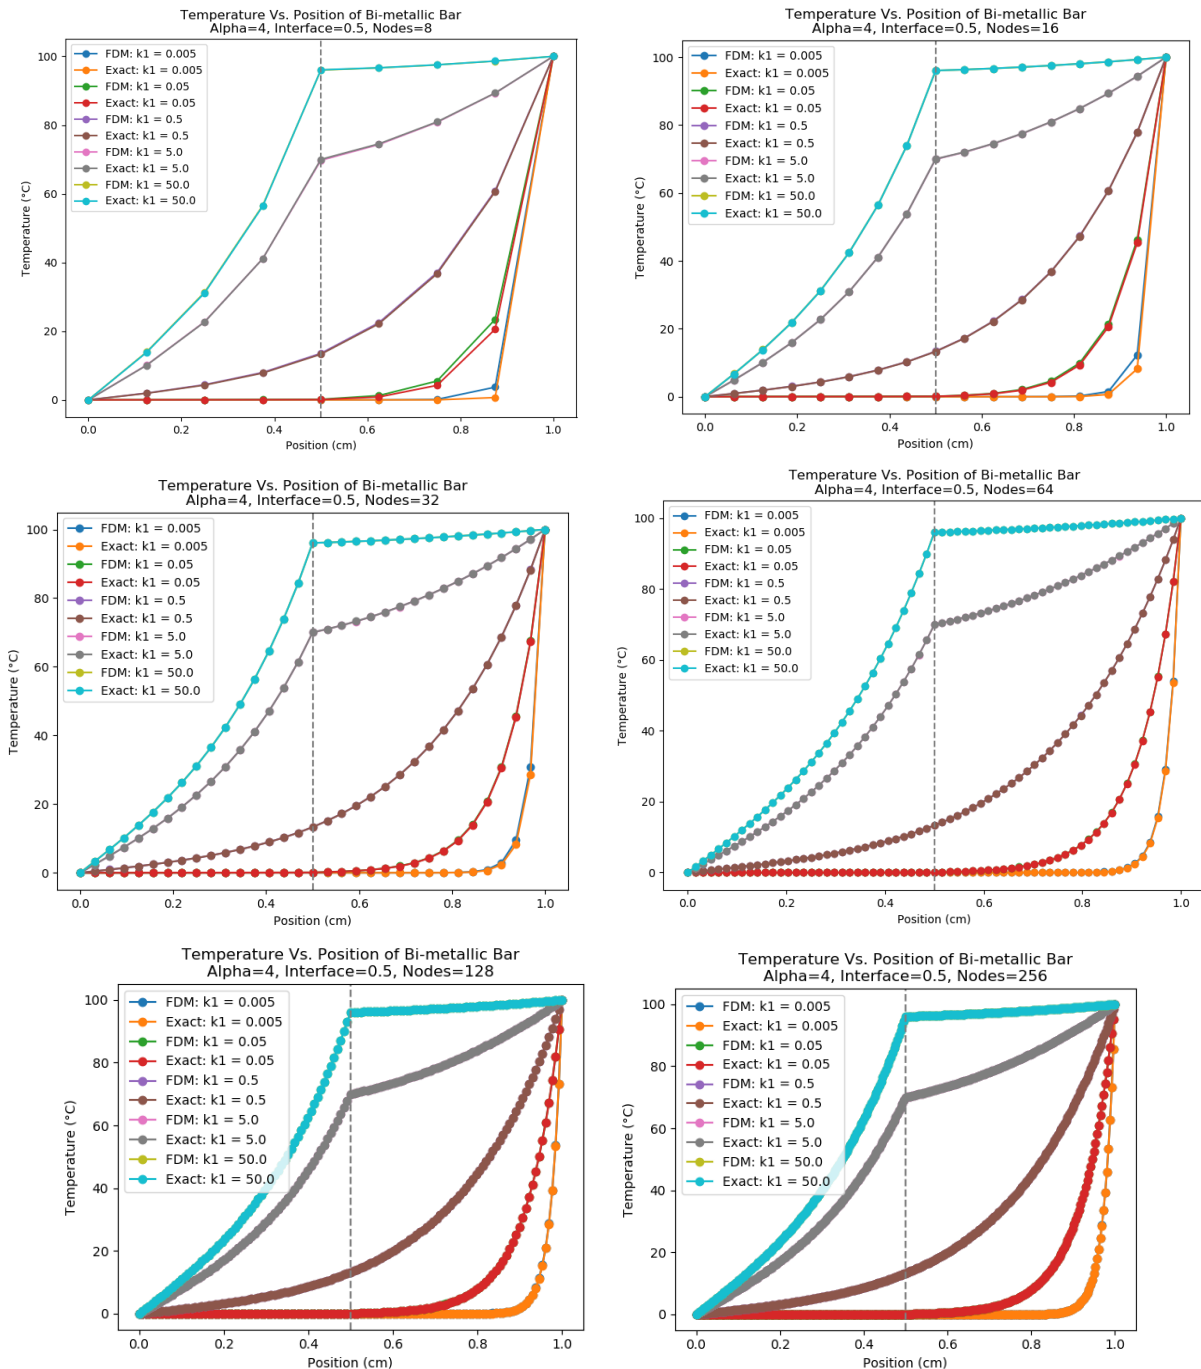 Temperature Vs. Position of Bi-metallic Bar
Alpha=4, Interface=0.5, Nodes=8
FDM: k1 = 0.005
Exact: k1 = 0.005
FDM: k1 = 0.05
Exact: k1 = 0.05
FDM: k1 = 0.5
Exact: k1 = 0.5
FDM: k1 = 5.0
Exact: k1 = 5.0
FDM: k1 = 50.0
Exact: k1 = 50.0
Temperature (°C)
100
80
60
40
20
0
0.0 0.2 0.4 0.6 0.8 1.0
Position (cm)
Temperature Vs. Position of Bi-metallic Bar
Alpha=4, Interface=0.5, Nodes=16
FDM: k1 = 0.005
Exact: k1 = 0.005
FDM: k1 = 0.05
Exact: k1 = 0.05
FDM: k1 = 0.5
Exact: k1 = 0.5
FDM: k1 = 5.0
Exact: k1 = 5.0
FDM: k1 = 50.0
Exact: k1 = 50.0
Temperature (°C)
100
80
60
40
20
0
0.0 0.2 0.4 0.6 0.8 1.0
Position (cm)
Temperature Vs. Position of Bi-metallic Bar
Alpha=4, Interface=0.5, Nodes=32
FDM: k1 = 0.005
Exact: k1 = 0.005
FDM: k1 = 0.05
Exact: k1 = 0.05
FDM: k1 = 0.5
Exact: k1 = 0.5
FDM: k1 = 5.0
Exact: k1 = 5.0
FDM: k1 = 50.0
Exact: k1 = 50.0
Temperature (°C)
100
80
60
40
20
0
0.0 0.2 0.4 0.6 0.8 1.0
Position (cm)
Temperature Vs. Position of Bi-metallic Bar
Alpha=4, Interface=0.5, Nodes=64
FDM: k1 = 0.005
Exact: k1 = 0.005
FDM: k1 = 0.05
Exact: k1 = 0.05
FDM: k1 = 0.5
Exact: k1 = 0.5
FDM: k1 = 5.0
Exact: k1 = 5.0
FDM: k1 = 50.0
Exact: k1 = 50.0
Temperature (°C)
100
80
60
40
20
0
0.0 0.2 0.4 0.6 0.8 1.0
Position (cm)
Temperature Vs. Position of Bi-metallic Bar
Alpha=4, Interface=0.5, Nodes=128
FDM: k1 = 0.005
Exact: k1 = 0.005
FDM: k1 = 0.05
Exact: k1 = 0.05
FDM: k1 = 0.5
Exact: k1 = 0.5
FDM: k1 = 5.0
Exact: k1 = 5.0
FDM: k1 = 50.0
Exact: k1 = 50.0
Temperature (°C)
100
80
60
40
20
0
0.0 0.2 0.4 0.6 0.8 1.0
Position (cm)
Temperature Vs. Position of Bi-metallic Bar
Alpha=4, Interface=0.5, Nodes=256
FDM: k1 = 0.005
Exact: k1 = 0.005
FDM: k1 = 0.05
Exact: k1 = 0.05
FDM: k1 = 0.5
Exact: k1 = 0.5
FDM: k1 = 5.0
Exact: k1 = 5.0
FDM: k1 = 50.0
Exact: k1 = 50.0
Temperature (°C)
100
80
60
40
20
0
0.0 0.2 0.4 0.6 0.8 1.0
Position (cm)